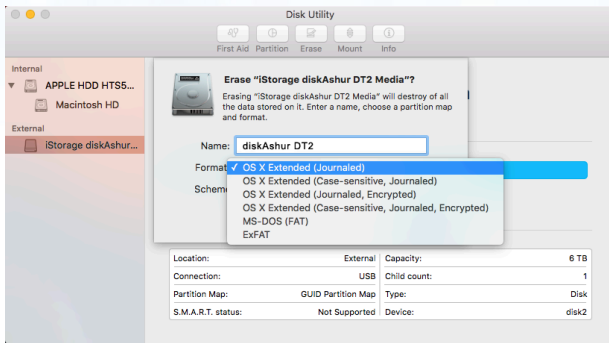 Disk Utility
First Aid Partition Erase Mount Info
Internal
APPLE HDD HTS5...
Macintosh HD
External
iStorage diskAshur...
Erase “iStorage diskAshur DT2 Media”?
Erasing “iStorage diskAshur DT2 Media” will destroy of all
the data stored on it. Enter a name, choose a partition map
and format.
Name: diskAshur DT2
Format ✓ OS X Extended (Journaled)
OS X Extended (Case-sensitive, Journaled)
Scheme OS X Extended (Journaled, Encrypted)
OS X Extended (Case-sensitive, Journaled, Encrypted)
MS-DOS (FAT)
ExFAT
Location: External Capacity: 6 TB
Connection: USB Child count: 1
Partition Map: GUID Partition Map Type: Disk
S.M.A.R.T. status: Not Supported Device: disk2